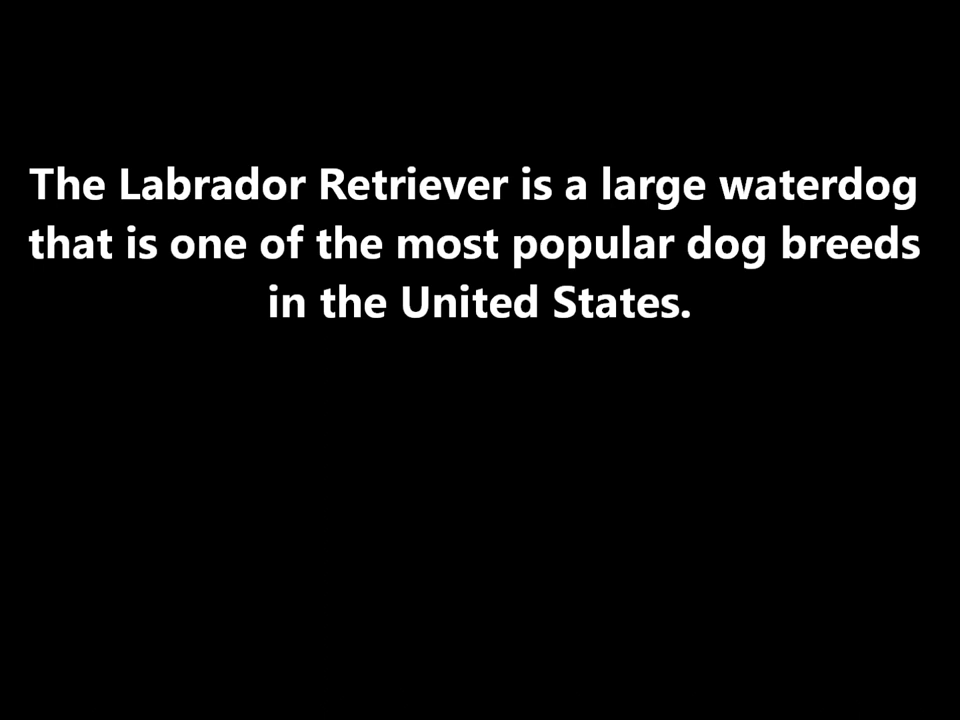 The Labrador Retriever is a large waterdog
that is one of the most popular dog breeds
in the United States.